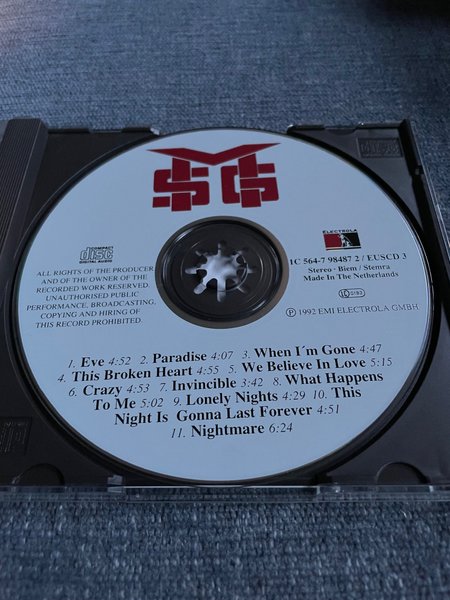 MSG
COMPACT
disc
DIGITAL AUDIO
ELECTROLA
1C 564-7 98487 2 / EUSCD 3
Stereo · Biem / Stemra
Made In The Netherlands
ALL RIGHTS OF THE PRODUCER
AND OF THE OWNER OF THE
RECORDED WORK RESERVED.
UNAUTHORISED PUBLIC
PERFORMANCE, BROADCASTING,
COPYING AND HIRING OF
THIS RECORD PROHIBITED.
℗ 1992 EMI ELECTROLA GMBH.
1. Eve 4:52 2. Paradise 4:07 3. When I´m Gone 4:47
4. This Broken Heart 4:55 5. We Believe In Love 5:15
6. Crazy 4:53 7. Invincible 3:42 8. What Happens
To Me 5:02 9. Lonely Nights 4:29 10. This
Night Is Gonna Last Forever 4:51
11. Nightmare 6:24